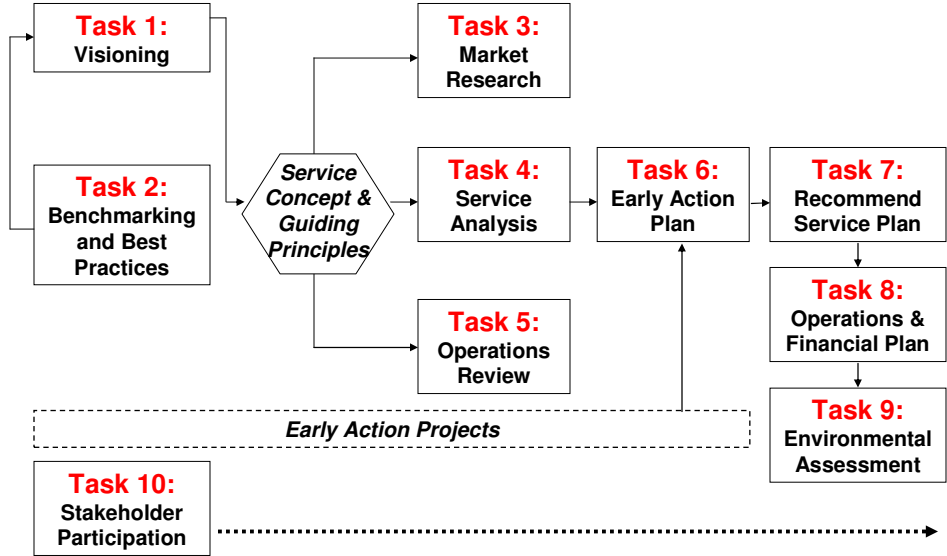 Task 1:
Visioning
Task 2:
Benchmarking
and Best
Practices
Service
Concept &
Guiding
Principles
Task 3:
Market
Research
Task 4:
Service
Analysis
Task 5:
Operations
Review
Task 6:
Early Action
Plan
Task 7:
Recommend
Service Plan
Task 8:
Operations &
Financial Plan
Task 9:
Environmental
Assessment
Early Action Projects
Task 10:
Stakeholder
Participation